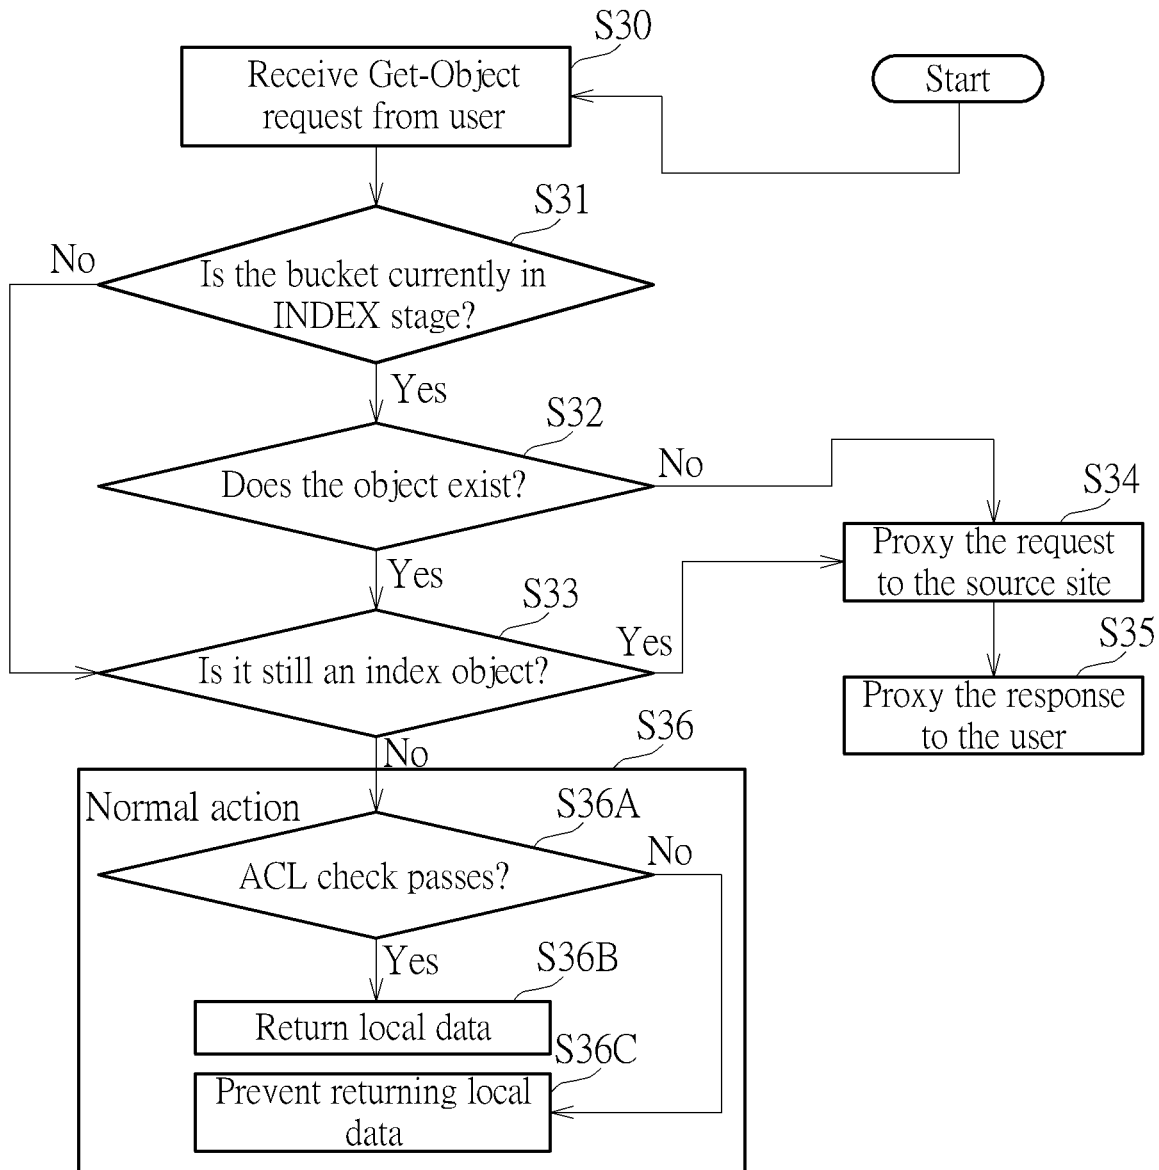 S30
Receive Get-Object
request from user
Start
S31
No
Is the bucket currently in
INDEX stage?
Yes
S32
No
Does the object exist?
S34
Proxy the request
to the source site
Yes
S33
Yes
Is it still an index object?
S35
Proxy the response
to the user
S36
No
Normal action
S36A
No
ACL check passes?
Yes
S36B
Return local data
S36C
Prevent returning local
data